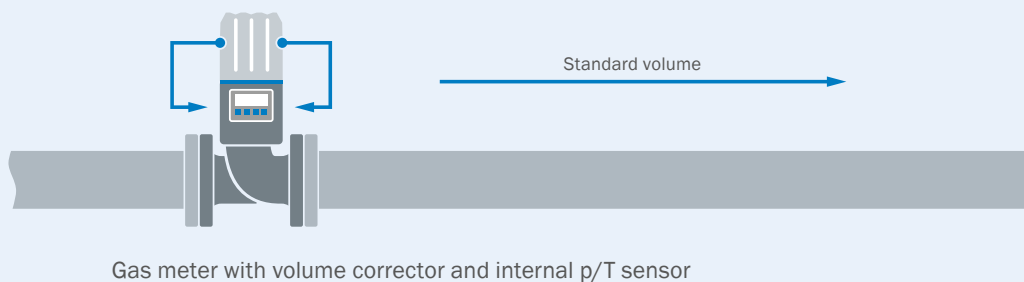 Standard volume
Gas meter with volume corrector and internal p/T sensor